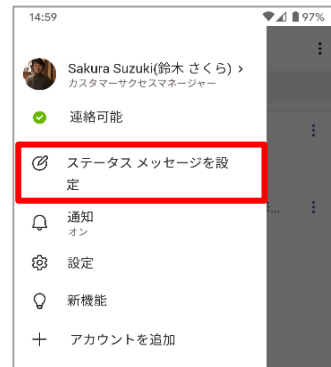 14:59
97%
Sakura Suzuki(鈴木 さくら) >
カスタマーサクセスマネージャー
連絡可能
ステータス メッセージを設
定
通知
オン
設定
新機能
アカウントを追加